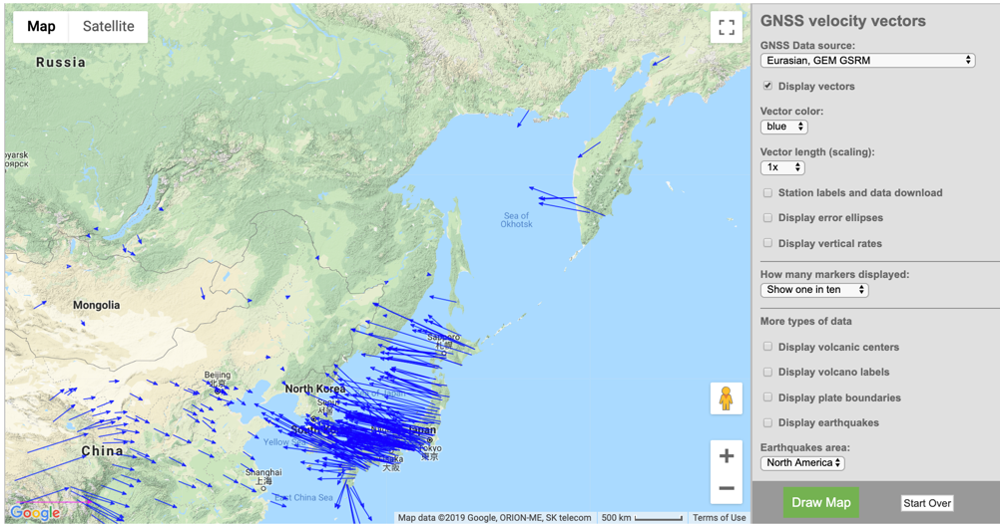 Map Satellite
Russia
oyarsk
оярск
Sea of
Okhotsk
Mongolia
Sapporo
札幌
Beijing
北京
North Korea
서울
Tokyo
東京
大阪
Yellow Sea
China
Shanghai
上海
East China Sea
Google
Map data ©2019 Google, ORION-ME, SK telecom 500 km Terms of Use
GNSS velocity vectors
GNSS Data source:
Eurasian, GEM GSRM
Display vectors
Vector color:
blue
Vector length (scaling):
1x
Station labels and data download
Display error ellipses
Display vertical rates
How many markers displayed:
Show one in ten
More types of data
Display volcanic centers
Display volcano labels
Display plate boundaries
Display earthquakes
Earthquakes area:
North America
Draw Map Start Over